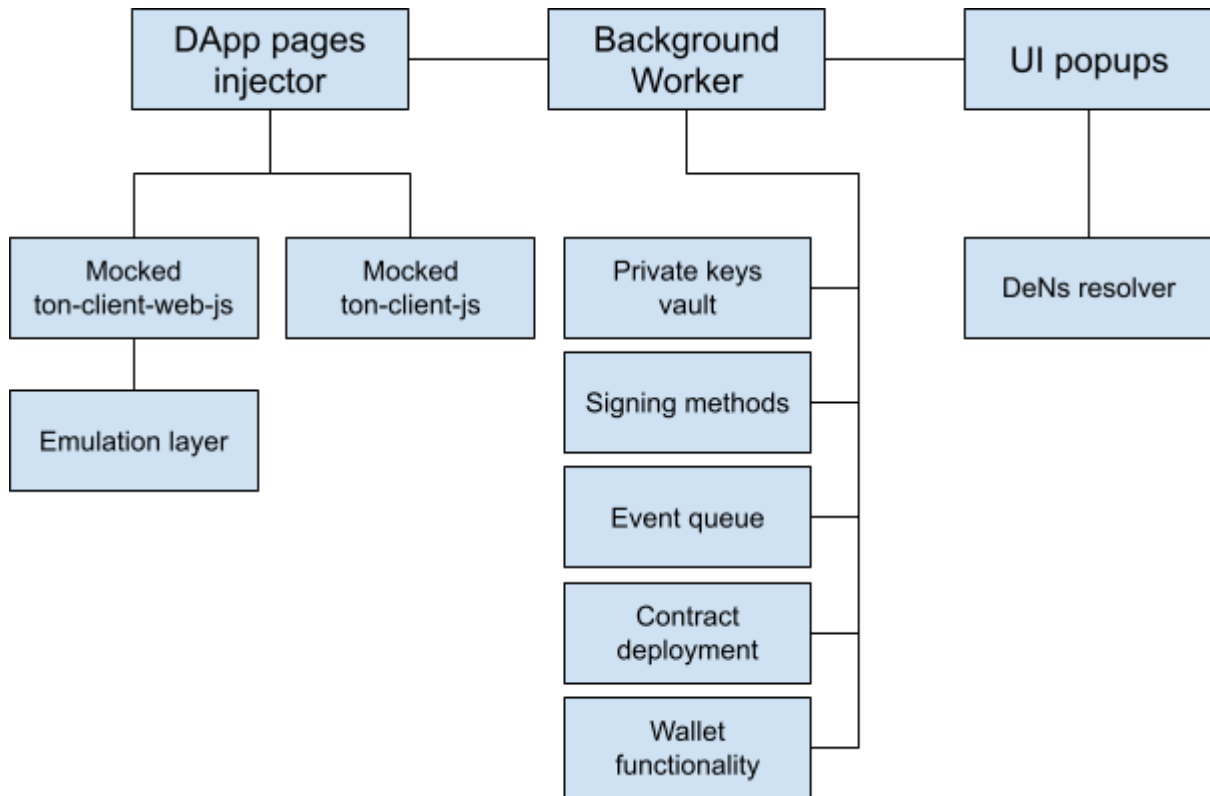 DApp pages
injector
Background
Worker
UI popups
Mocked
ton-client-web-js
Mocked
ton-client-js
Private keys
vault
DeNs resolver
Emulation layer
Signing methods
Event queue
Contract
deployment
Wallet
functionality